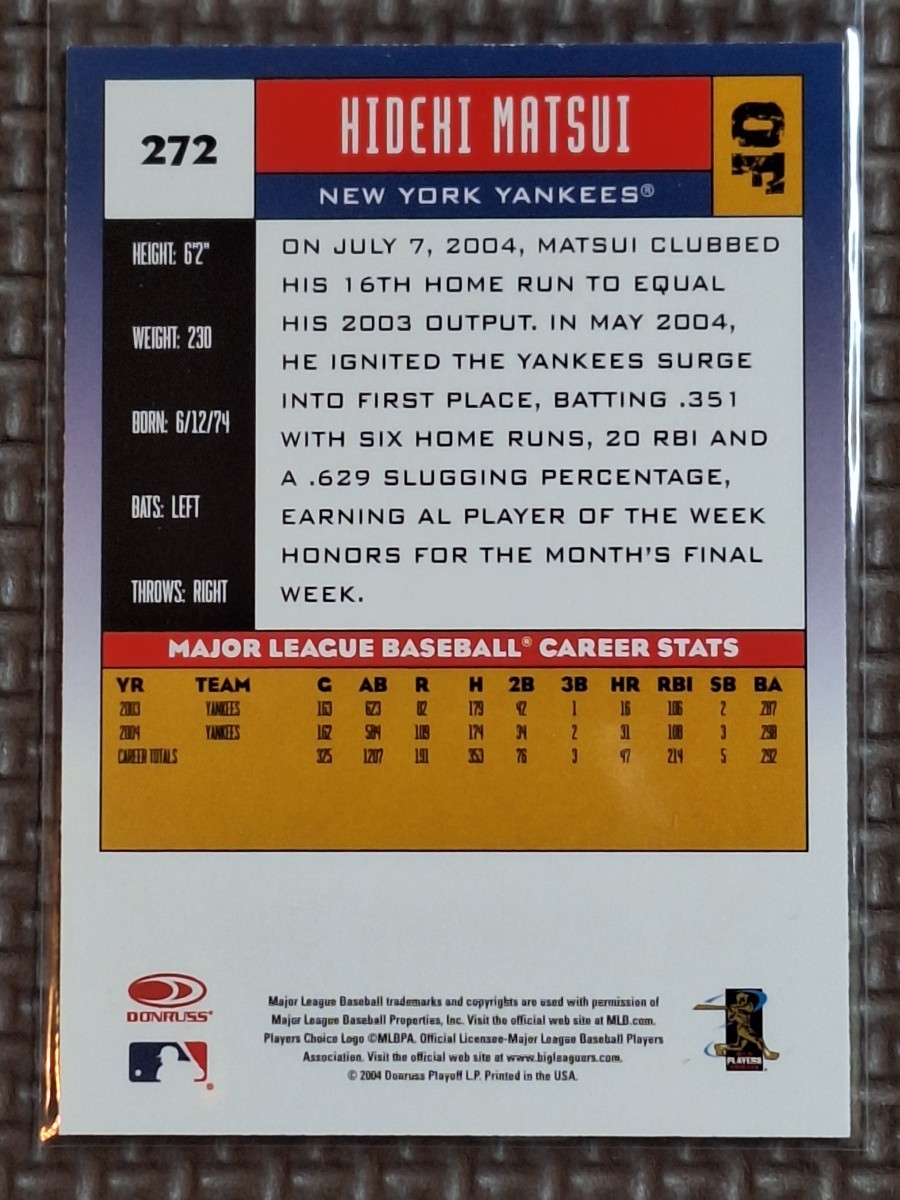 272
HIDEKI MATSUI
OF
NEW YORK YANKEES®
HEIGHT: 6'2"
WEIGHT: 230
BORN: 6/12/74
BATS: LEFT
THROWS: RIGHT
ON JULY 7, 2004, MATSUI CLUBBED
HIS 16TH HOME RUN TO EQUAL
HIS 2003 OUTPUT. IN MAY 2004,
HE IGNITED THE YANKEES SURGE
INTO FIRST PLACE, BATTING .351
WITH SIX HOME RUNS, 20 RBI AND
A .629 SLUGGING PERCENTAGE,
EARNING AL PLAYER OF THE WEEK
HONORS FOR THE MONTH'S FINAL
WEEK.
MAJOR LEAGUE BASEBALL® CAREER STATS
YR TEAM G AB R H 2B 3B HR RBI SB BA
2003 YANKEES 163 623 82 179 42 1 16 106 2 287
2004 YANKEES 162 584 109 174 34 2 31 108 3 298
CAREER TOTALS 325 1207 191 353 76 3 47 214 5 292
DONRUSS®
Major League Baseball trademarks and copyrights are used with permission of
Major League Baseball Properties, Inc. Visit the official web site at MLB.com.
Players Choice Logo ©MLBPA. Official Licensee-Major League Baseball Players
Association. Visit the official web site at www.bigleaguers.com.
© 2004 Donruss Playoff L.P. Printed in the USA.
PLAYERS